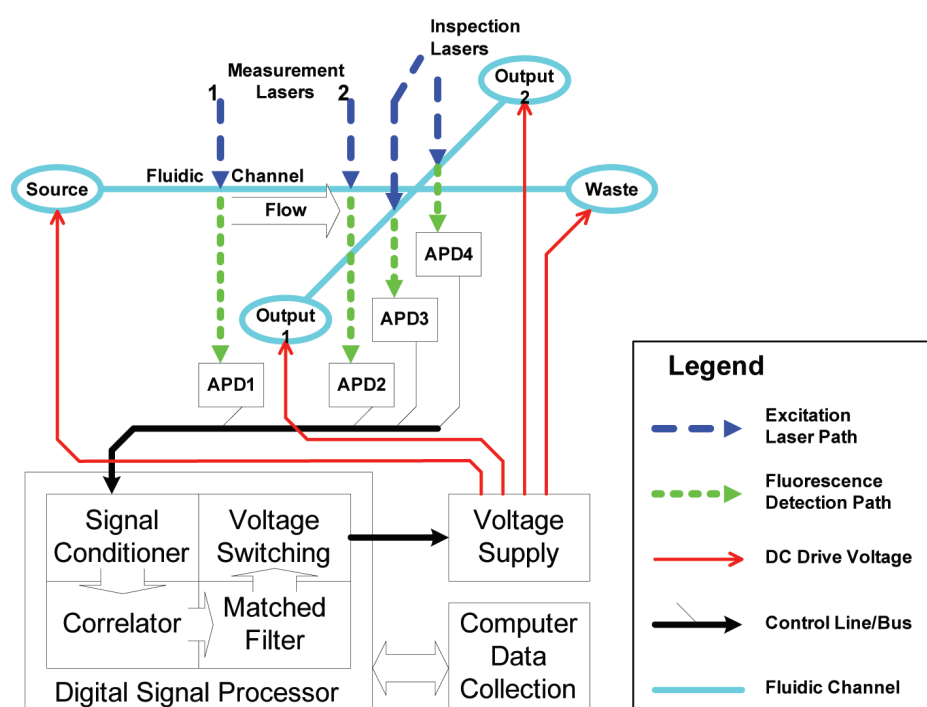 Inspection
Lasers
Measurement
Lasers
1
2
Output
2
Source
Fluidic Channel
Waste
Flow
APD4
Output
1
APD3
APD1
APD2
Legend
Excitation
Laser Path
Fluorescence
Detection Path
DC Drive Voltage
Control Line/Bus
Fluidic Channel
Signal
Conditioner
Voltage
Switching
Voltage
Supply
Correlator
Matched
Filter
Computer
Data
Collection
Digital Signal Processor